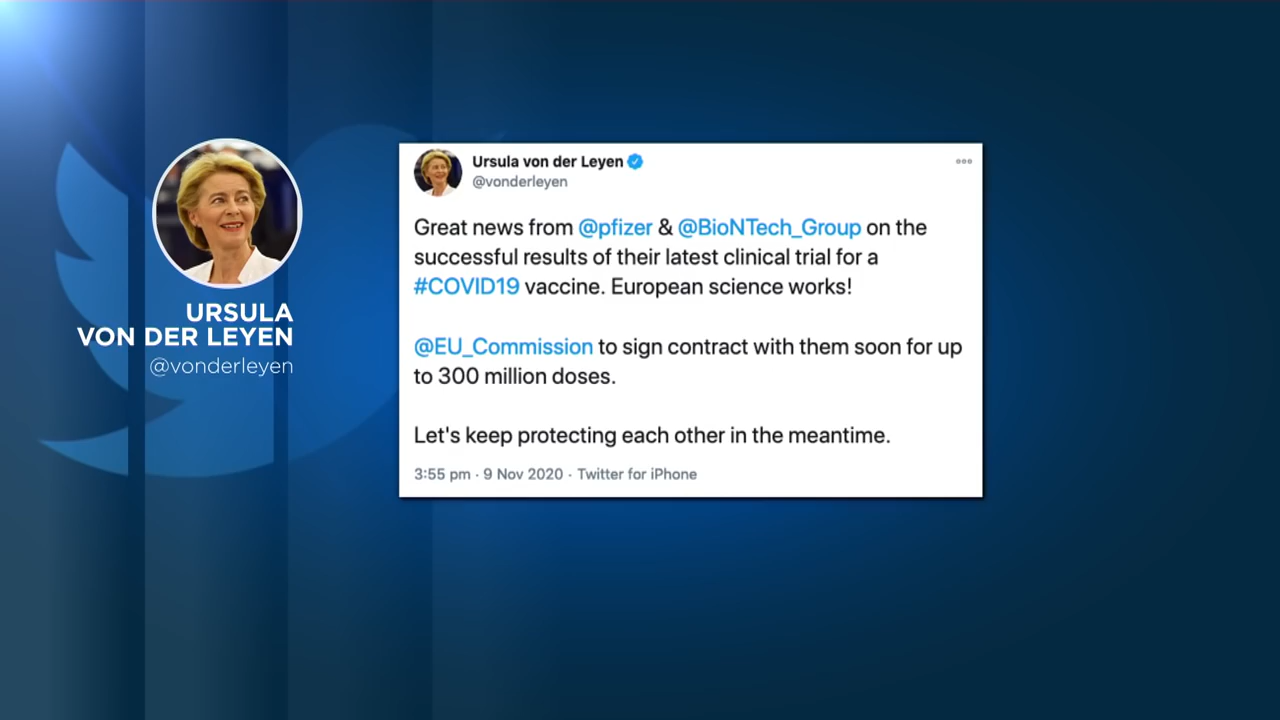 URSULA
VON DER LEYEN
@vonderleyen
Ursula von der Leyen
@vonderleyen
Great news from @pfizer & @BioNTech_Group on the
successful results of their latest clinical trial for a
#COVID19 vaccine. European science works!
@EU_Commission to sign contract with them soon for up
to 300 million doses.
Let's keep protecting each other in the meantime.
3:55 pm · 9 Nov 2020 · Twitter for iPhone